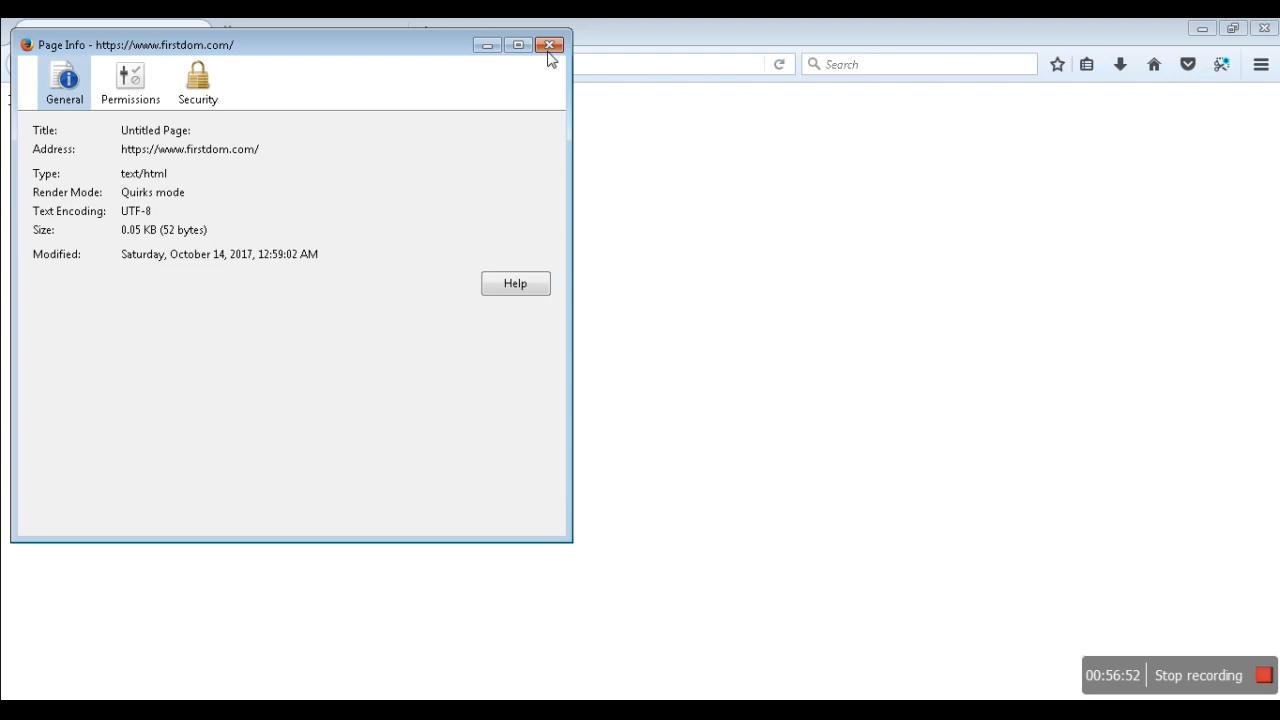 Page Info - https://www.firstdom.com/
General
Permissions
Security
Search
Title: Untitled Page:
Address: https://www.firstdom.com/
Type: text/html
Render Mode: Quirks mode
Text Encoding: UTF-8
Size: 0.05 KB (52 bytes)
Modified: Saturday, October 14, 2017, 12:59:02 AM
Help
00:56:52 Stop recording